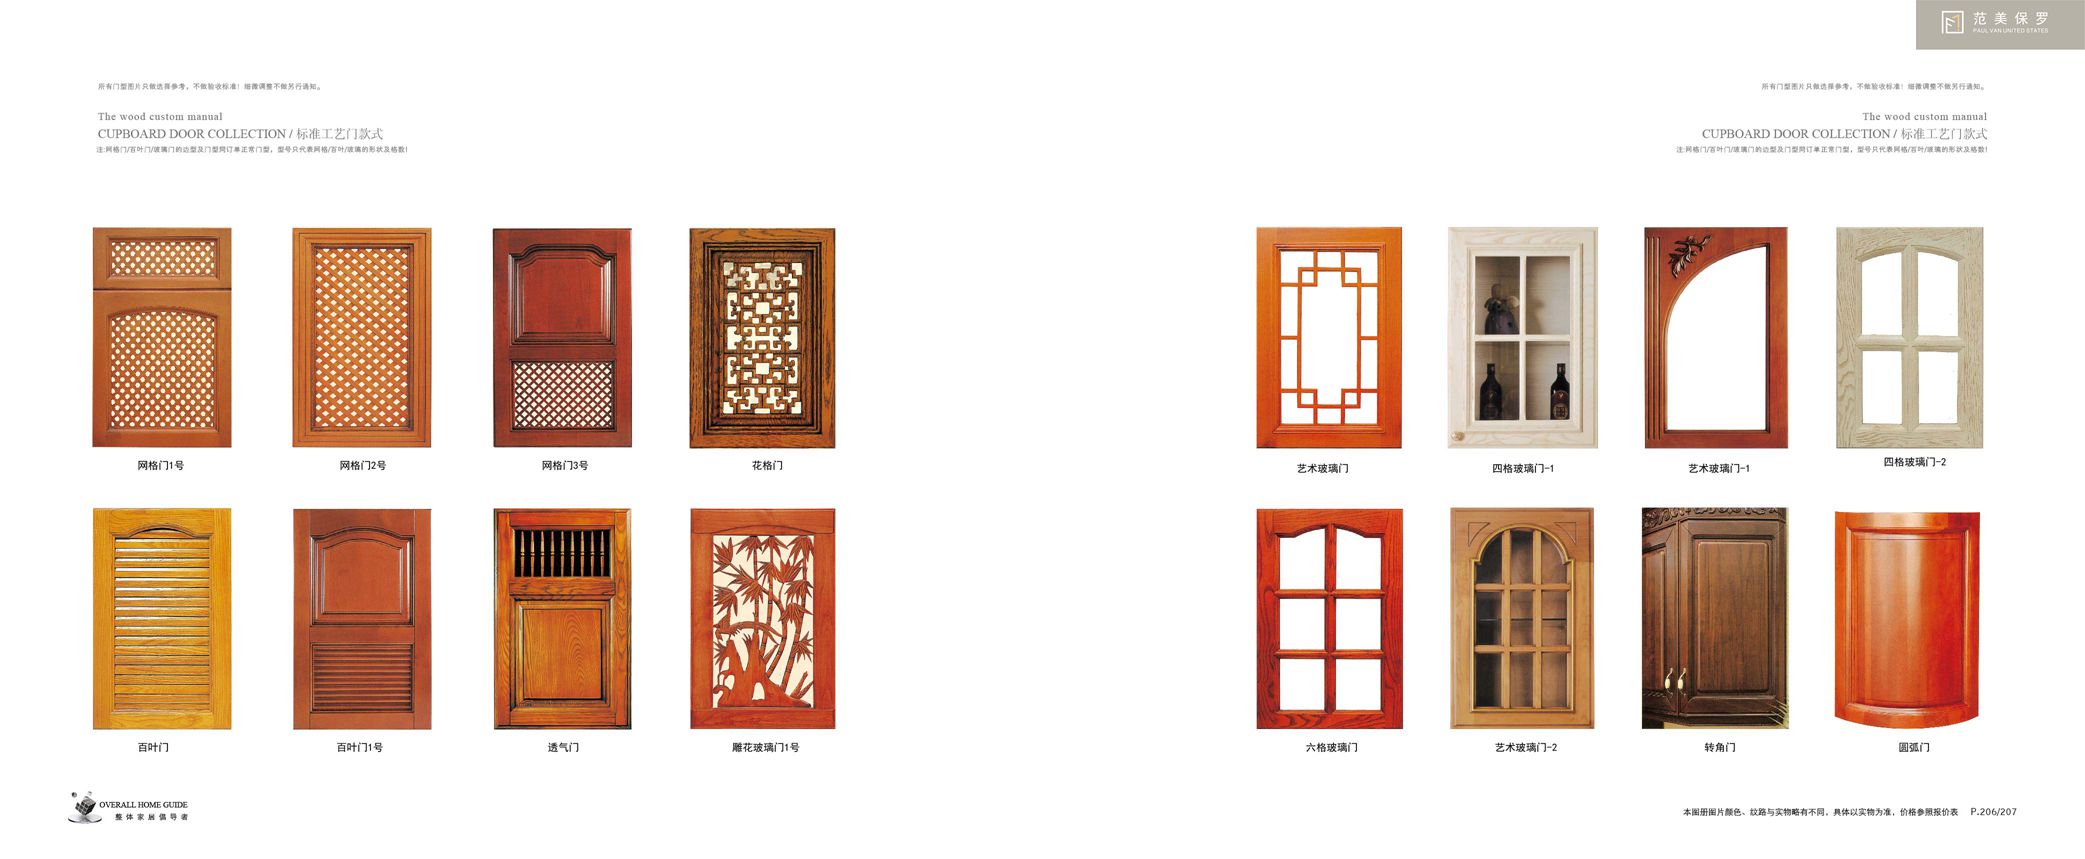 范美保罗
PAUL VAN UNITED STATES
所有门型图片只做选择参考，不做验收标准！细微调整不做另行通知。
The wood custom manual
CUPBOARD DOOR COLLECTION / 标准工艺门款式
注:网格门/百叶门/玻璃门的边型及门型同订单正常门型，型号只代表网格/百叶/玻璃的形状及格数!
所有门型图片只做选择参考，不做验收标准！细微调整不做另行通知。
The wood custom manual
CUPBOARD DOOR COLLECTION / 标准工艺门款式
注:网格门/百叶门/玻璃门的边型及门型同订单正常门型，型号只代表网格/百叶/玻璃的形状及格数!
网格门1号
网格门2号
网格门3号
花格门
百叶门
百叶门1号
透气门
雕花玻璃门1号
艺术玻璃门
四格玻璃门-1
艺术玻璃门-1
四格玻璃门-2
六格玻璃门
艺术玻璃门-2
转角门
圆弧门
OVERALL HOME GUIDE
整体家居倡导者
本图册图片颜色、纹路与实物略有不同，具体以实物为准，价格参照报价表 P.206/207